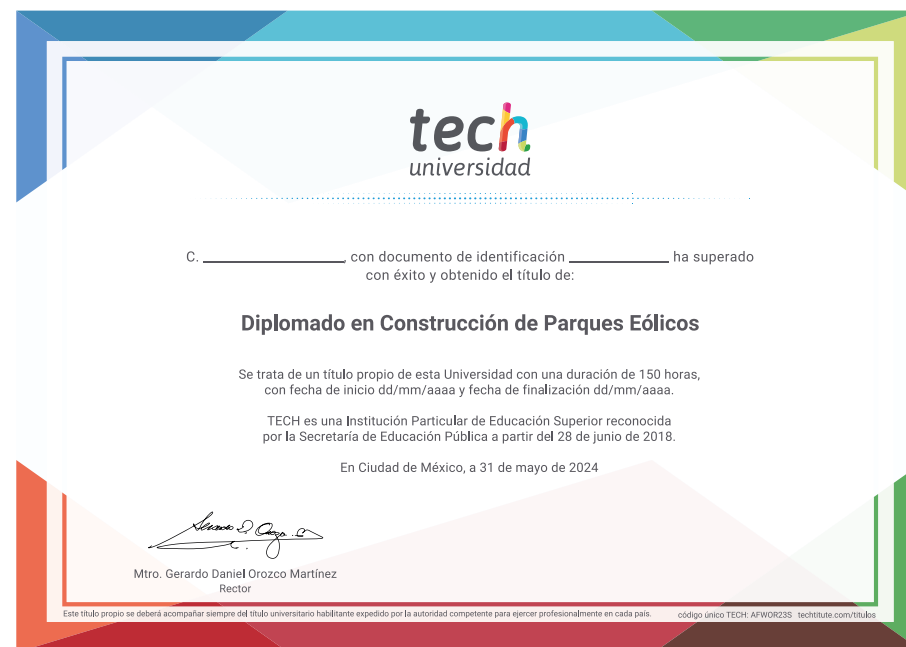 tech
universidad
C. ____________________, con documento de identificación ______________ ha superado
con éxito y obtenido el título de:
Diplomado en Construcción de Parques Eólicos
Se trata de un título propio de esta Universidad con una duración de 150 horas,
con fecha de inicio dd/mm/aaaa y fecha de finalización dd/mm/aaaa.
TECH es una Institución Particular de Educación Superior reconocida
por la Secretaría de Educación Pública a partir del 28 de junio de 2018.
En Ciudad de México, a 31 de mayo de 2024
Mtro. Gerardo Daniel Orozco Martínez
Rector
Este título propio se deberá acompañar siempre del título universitario habilitante expedido por la autoridad competente para ejercer profesionalmente en cada país. código único TECH: AFWOR23S techtitute.com/titulos